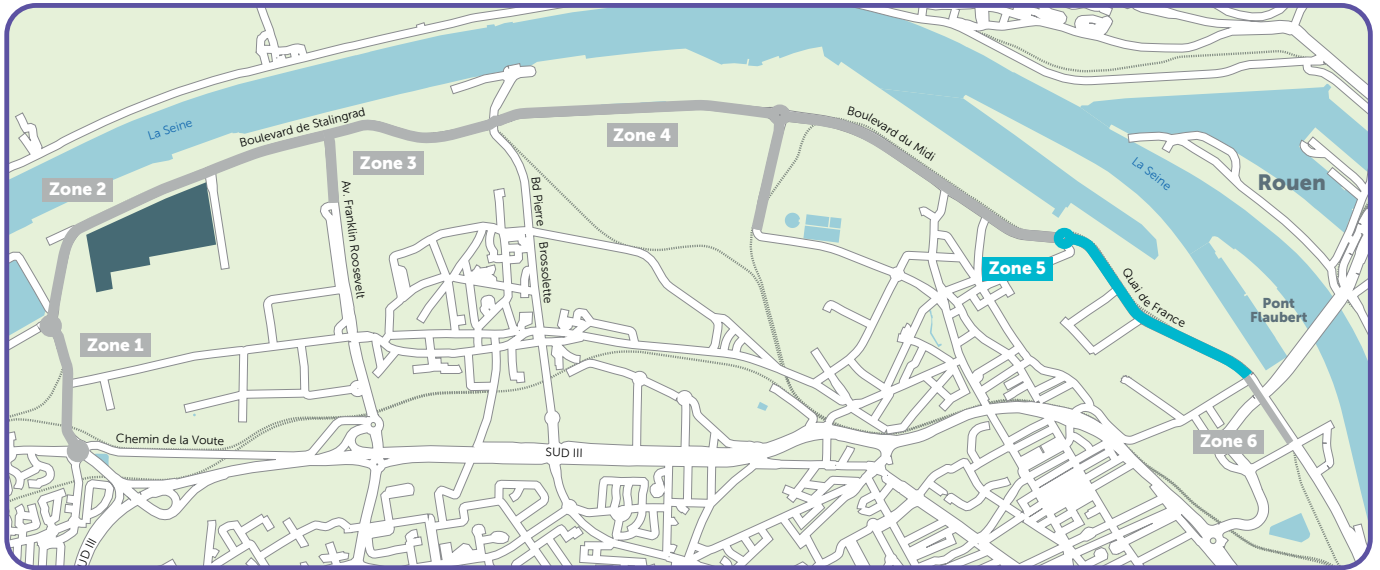 La Seine
Boulevard de Stalingrad
Zone 2
Zone 3
Zone 4
Boulevard du Midi
La Seine
Rouen
Av. Franklin Roosevelt
Bd Pierre Brossolette
Zone 5
Quai de France
Pont
Flaubert
Zone 1
Chemin de la Voute
SUD III
Zone 6
UD III